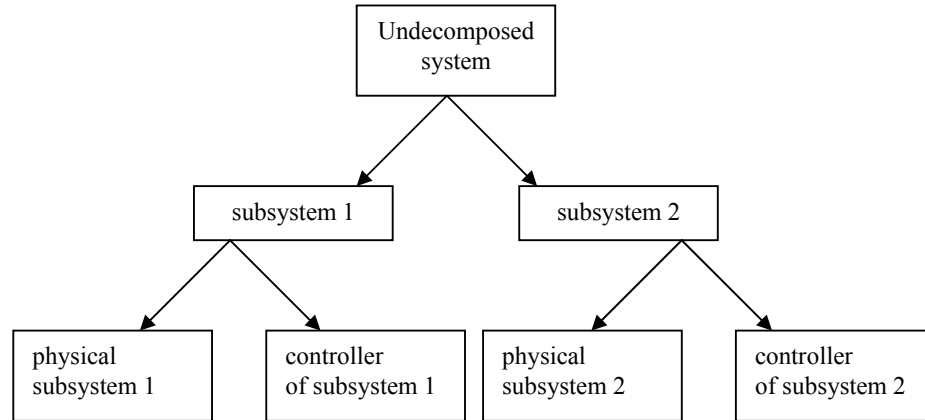 Undecomposed
system
subsystem 1
subsystem 2
physical
subsystem 1
controller
of subsystem 1
physical
subsystem 2
controller
of subsystem 2